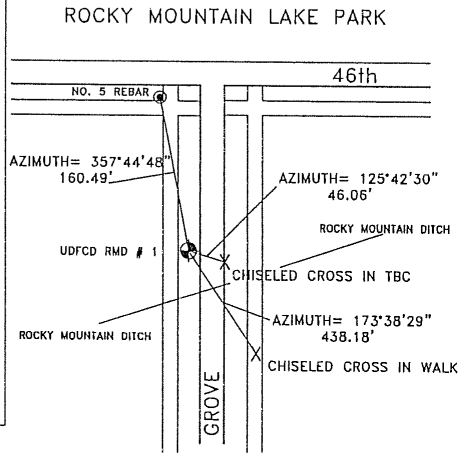 ROCKY MOUNTAIN LAKE PARK
46th
NO. 5 REBAR
AZIMUTH= 357°44'48"
160.49'
AZIMUTH= 125°42'30"
46.06'
ROCKY MOUNTAIN DITCH
UDFCD RMD # 1
CHISELED CROSS IN TBC
AZIMUTH= 173°38'29"
438.18'
ROCKY MOUNTAIN DITCH
CHISELED CROSS IN WALK
GROVE